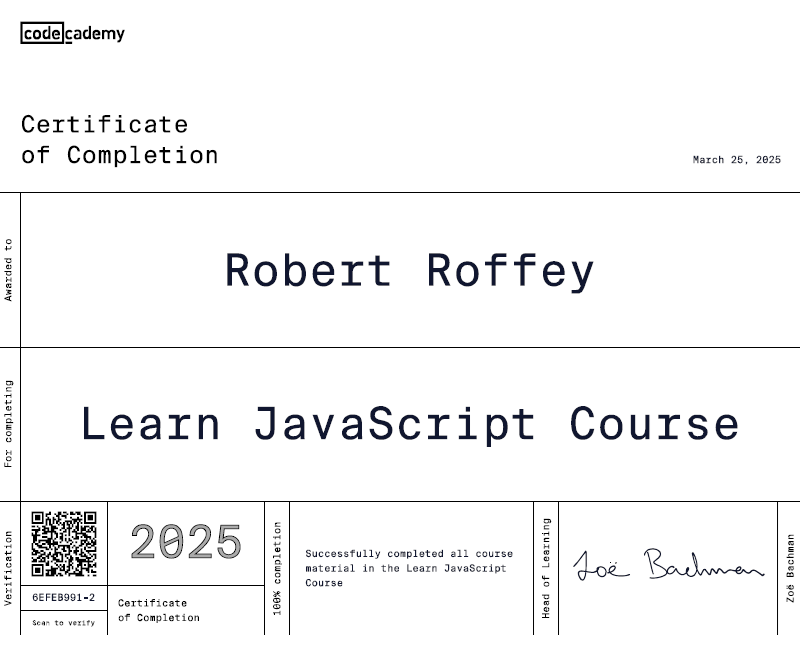 codecademy
Certificate
of Completion
March 25, 2025
Awarded to
Robert Roffey
For completing
Learn JavaScript Course
Verification
6EFEB991-2
Scan to verify
2025
Certificate
of Completion
100% completion
Successfully completed all course
material in the Learn JavaScript
Course
Head of Learning
Zoë Bachman
Zoë Bachman